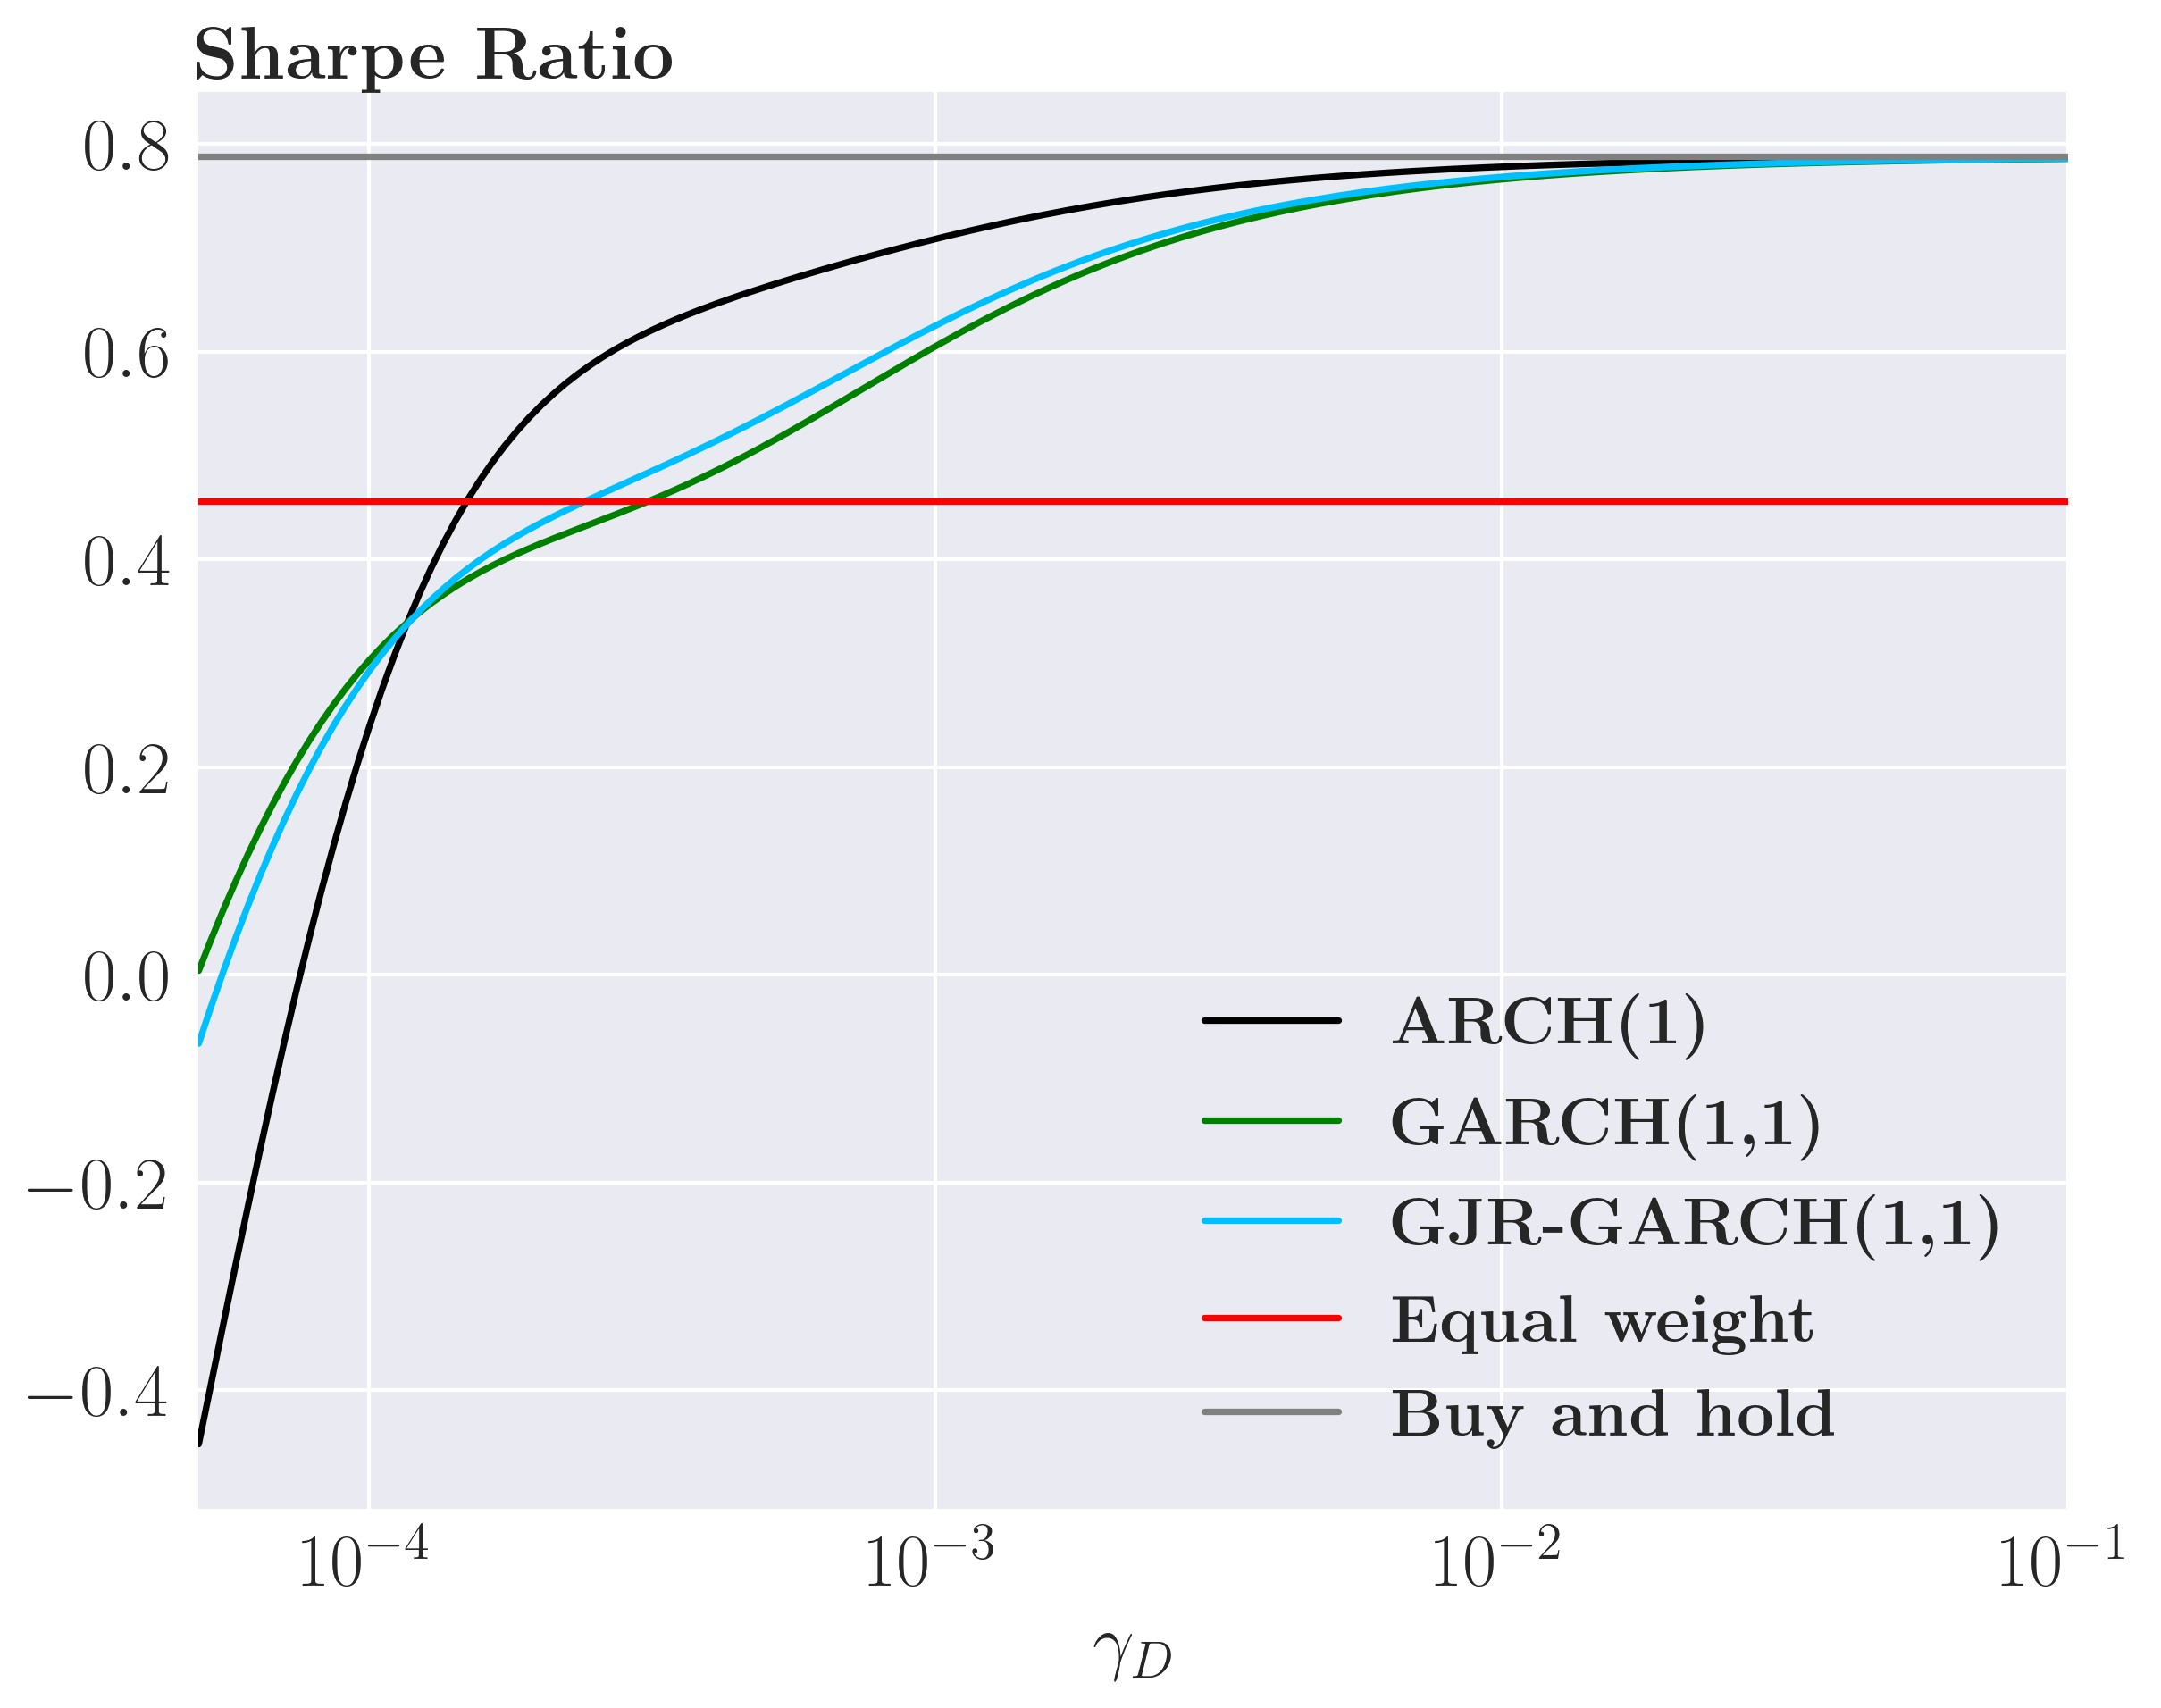 Sharpe Ratio
0.8
0.6
0.4
0.2
0.0
−0.2
−0.4
ARCH(1)
GARCH(1,1)
GJR-GARCH(1,1)
Equal weight
Buy and hold
10⁻⁴ 10⁻³ 10⁻² 10⁻¹
γ_D